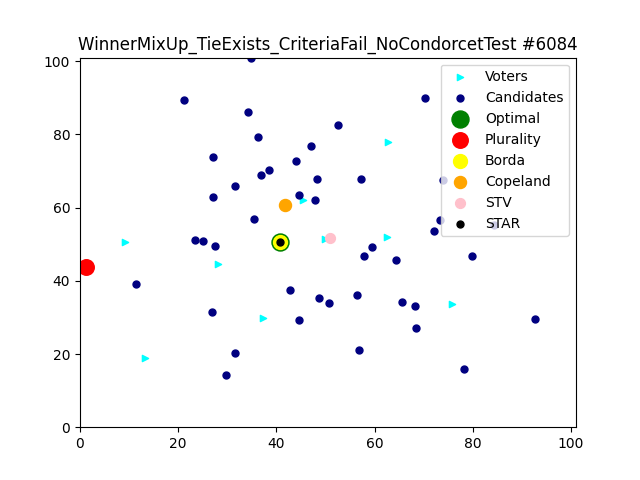 WinnerMixUp_TieExists_CriteriaFail_NoCondorcetTest #6084
100
80
60
40
20
0
0 20 40 60 80 100
Voters
Candidates
Optimal
Plurality
Borda
Copeland
STV
STAR